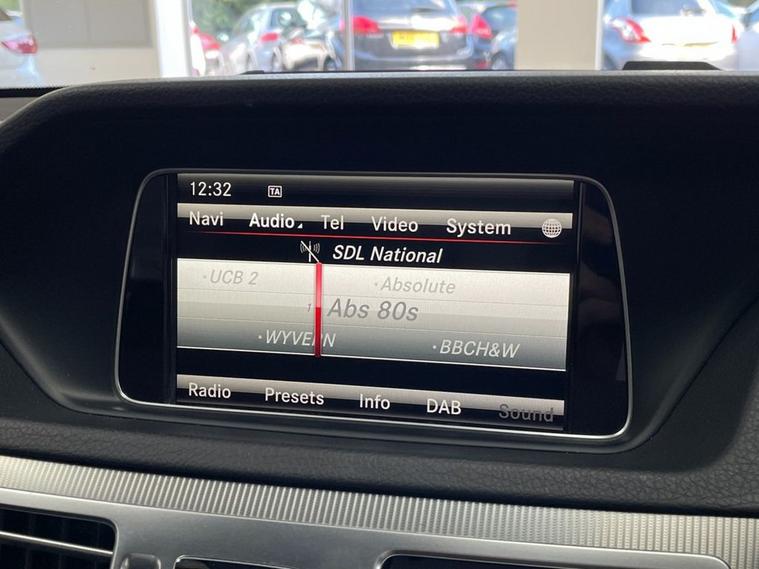 12:32 TA
Navi Audio Tel Video System
SDL National
•UCB 2 •Absolute
1 Abs 80s
•WYVERN •BBCH&W
Radio Presets Info DAB Sound